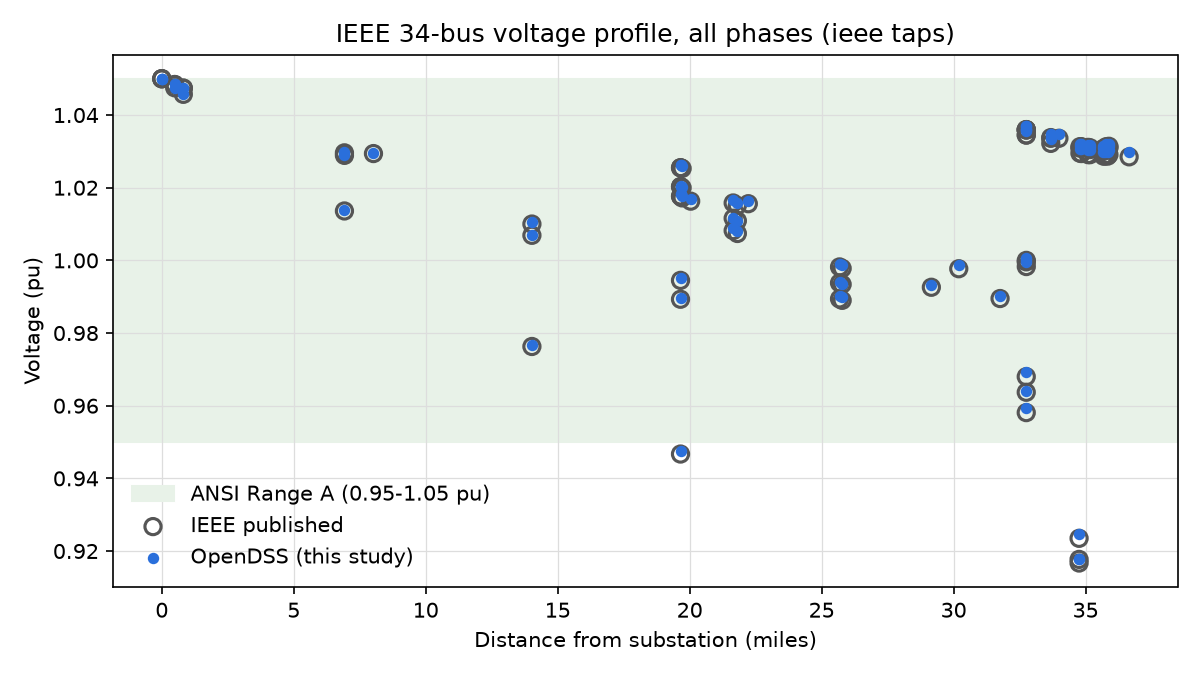 IEEE 34-bus voltage profile, all phases (ieee taps)
Voltage (pu)
1.04
1.02
1.00
0.98
0.96
0.94
0.92
ANSI Range A (0.95-1.05 pu)
IEEE published
OpenDSS (this study)
0 5 10 15 20 25 30 35
Distance from substation (miles)